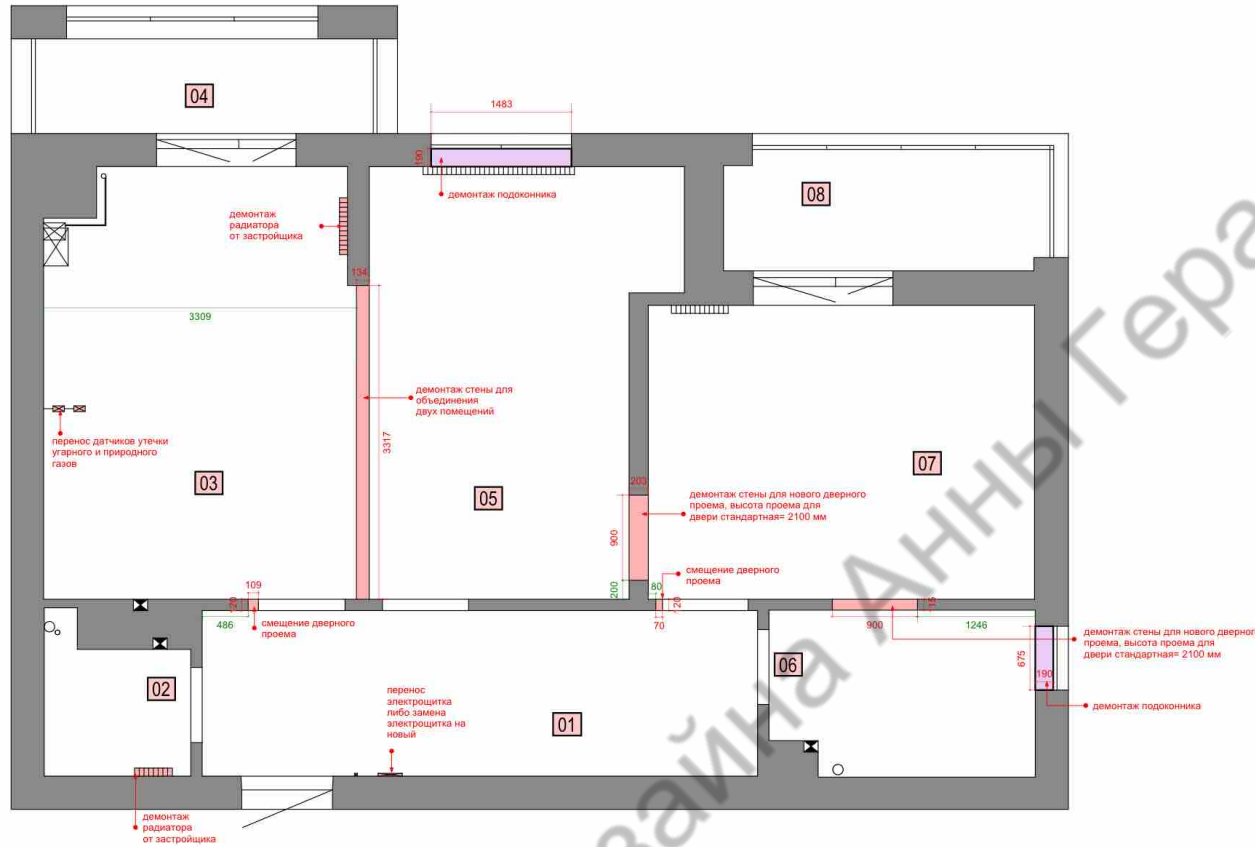 04
1483
190
демонтаж подоконника
08
демонтаж
радиатора
от застройщика
134
3309
демонтаж стены для
объединения
двух помещений
3317
перенос датчиков утечки
угарного и природного
газов
03
05
07
203
демонтаж стены для нового дверного
проема, высота проема для
двери стандартная= 2100 мм
900
200
80
смещение дверного
проема
109
20
486
смещение дверного
проема
70
20
900
15
1246
демонтаж стены для нового дверного
проема, высота проема для
двери стандартная= 2100 мм
675
190
06
демонтаж подоконника
02
перенос
электрощитка
либо замена
электрощитка на
новый
01
демонтаж
радиатора
от застройщика
Анны